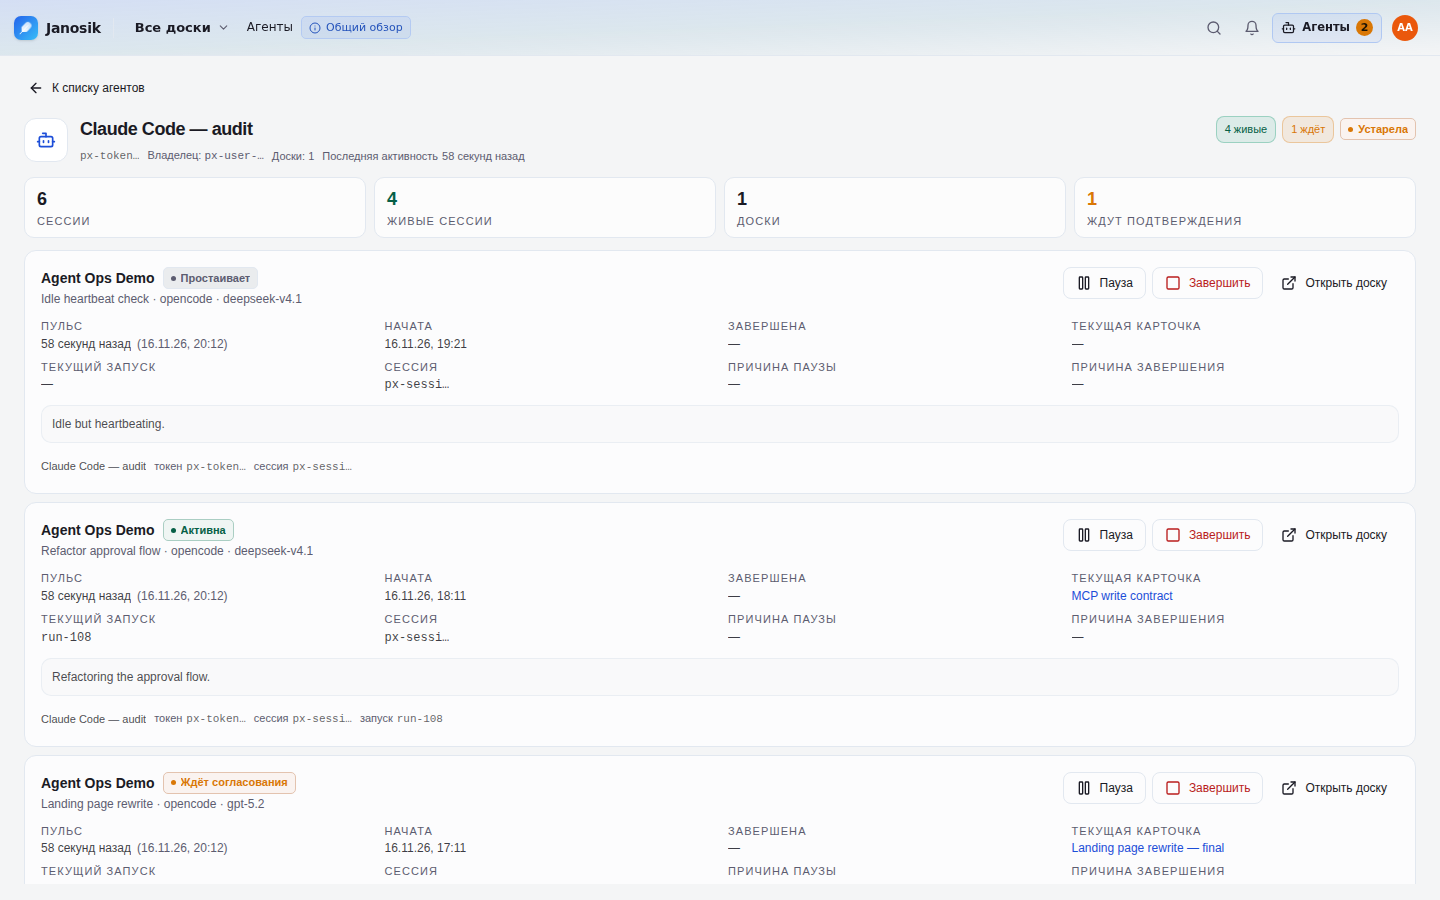 Janosik
Все доски
Агенты
Общий обзор
Агенты 2
AA
К списку агентов
Claude Code — audit
px-token… Владелец: px-user-… Доски: 1 Последняя активность 58 секунд назад
4 живые
1 ждёт
Устарела
6
СЕССИИ
4
ЖИВЫЕ СЕССИИ
1
ДОСКИ
1
ЖДУТ ПОДТВЕРЖДЕНИЯ
Agent Ops Demo Простаивает
Idle heartbeat check · opencode · deepseek-v4.1
Пауза
Завершить
Открыть доску
ПУЛЬС
58 секунд назад (16.11.26, 20:12)
НАЧАТА
16.11.26, 19:21
ЗАВЕРШЕНА
—
ТЕКУЩАЯ КАРТОЧКА
—
ТЕКУЩИЙ ЗАПУСК
—
СЕССИЯ
px-sessi…
ПРИЧИНА ПАУЗЫ
—
ПРИЧИНА ЗАВЕРШЕНИЯ
—
Idle but heartbeating.
Claude Code — audit токен px-token… сессия px-sessi…
Agent Ops Demo Активна
Refactor approval flow · opencode · deepseek-v4.1
Пауза
Завершить
Открыть доску
ПУЛЬС
58 секунд назад (16.11.26, 20:12)
НАЧАТА
16.11.26, 18:11
ЗАВЕРШЕНА
—
ТЕКУЩАЯ КАРТОЧКА
MCP write contract
ТЕКУЩИЙ ЗАПУСК
run-108
СЕССИЯ
px-sessi…
ПРИЧИНА ПАУЗЫ
—
ПРИЧИНА ЗАВЕРШЕНИЯ
—
Refactoring the approval flow.
Claude Code — audit токен px-token… сессия px-sessi… запуск run-108
Agent Ops Demo Ждёт согласования
Landing page rewrite · opencode · gpt-5.2
Пауза
Завершить
Открыть доску
ПУЛЬС
58 секунд назад (16.11.26, 20:12)
НАЧАТА
16.11.26, 17:11
ЗАВЕРШЕНА
—
ТЕКУЩАЯ КАРТОЧКА
Landing page rewrite — final
ТЕКУЩИЙ ЗАПУСК
СЕССИЯ
ПРИЧИНА ПАУЗЫ
ПРИЧИНА ЗАВЕРШЕНИЯ